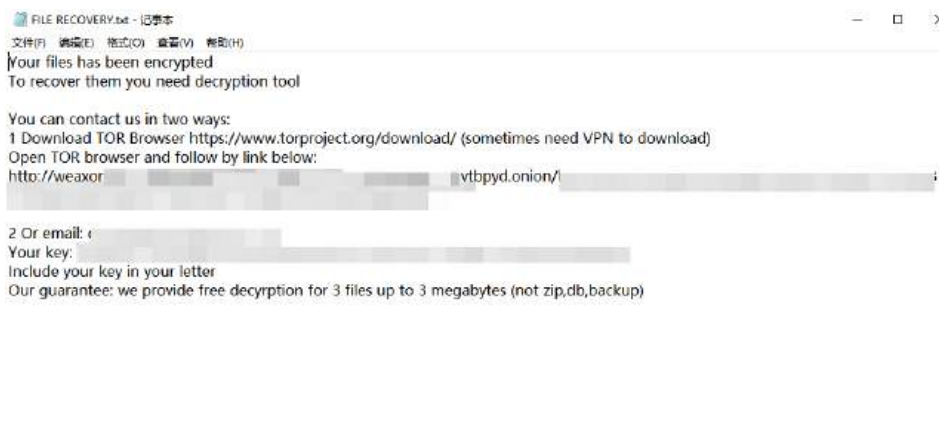 FILE RECOVERY.txt - 记事本
文件(F) 编辑(E) 格式(O) 查看(V) 帮助(H)
Your files has been encrypted
To recover them you need decryption tool
You can contact us in two ways:
1 Download TOR Browser https://www.torproject.org/download/ (sometimes need VPN to download)
Open TOR browser and follow by link below:
http://weaxor vtbpyd.onion/
2 Or email:
Your key:
Include your key in your letter
Our guarantee: we provide free decyrption for 3 files up to 3 megabytes (not zip,db,backup)